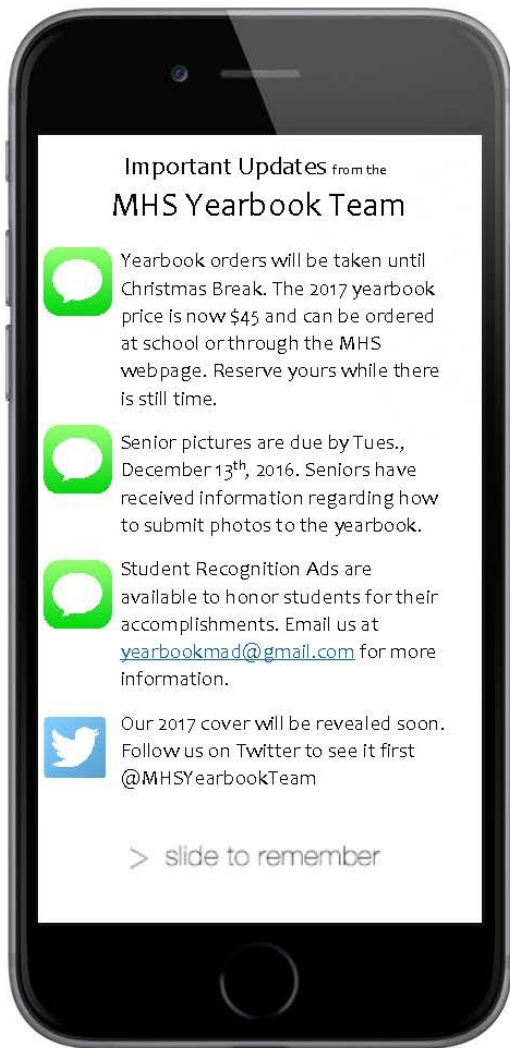 Important Updates from the
MHS Yearbook Team
Yearbook orders will be taken until
Christmas Break. The 2017 yearbook
price is now $45 and can be ordered
at school or through the MHS
webpage. Reserve yours while there
is still time.
Senior pictures are due by Tues.,
December 13th, 2016. Seniors have
received information regarding how
to submit photos to the yearbook.
Student Recognition Ads are
available to honor students for their
accomplishments. Email us at
yearbookmad@gmail.com for more
information.
Our 2017 cover will be revealed soon.
Follow us on Twitter to see it first
@MHSYearbookTeam
> slide to remember